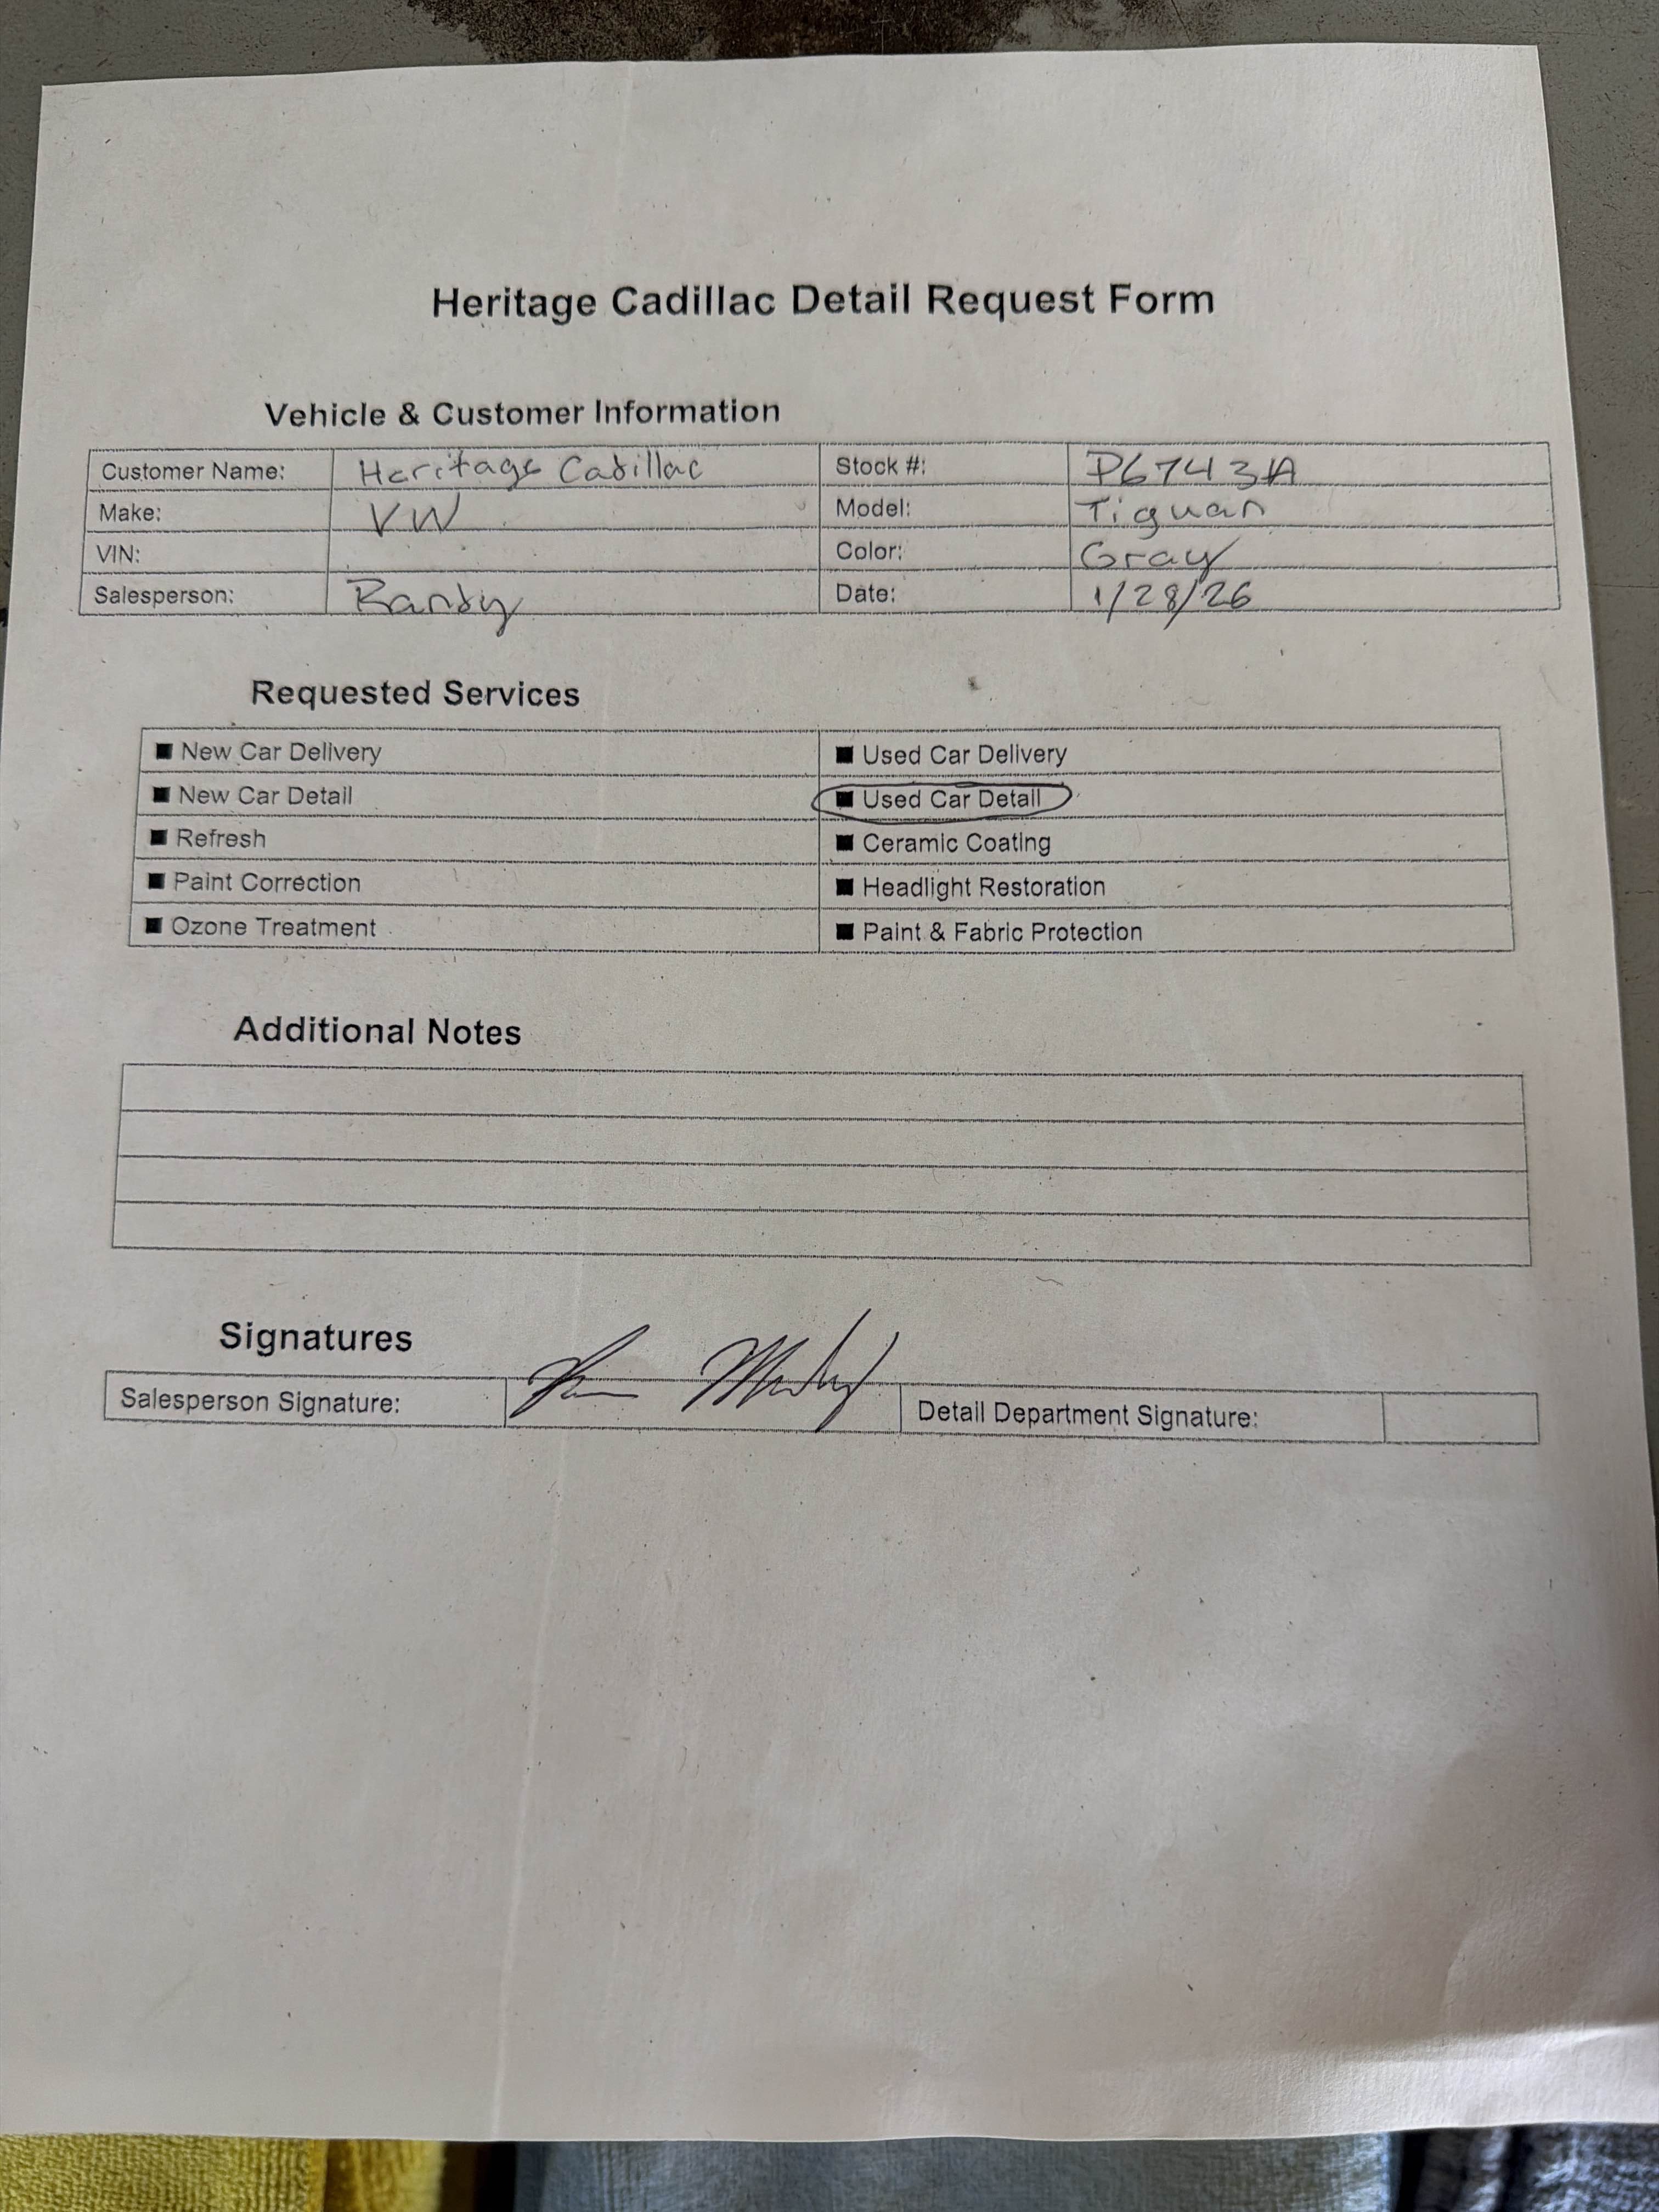 Heritage Cadillac Detail Request Form
Vehicle & Customer Information
Customer Name: Heritage Cadillac Stock #: P6743A
Make: VW Model: Tiguan
VIN: Color: Gray
Salesperson: Randy Date: 1/28/26
Requested Services
■ New Car Delivery ■ Used Car Delivery
■ New Car Detail ■ Used Car Detail
■ Refresh ■ Ceramic Coating
■ Paint Correction ■ Headlight Restoration
■ Ozone Treatment ■ Paint & Fabric Protection
Additional Notes
Signatures
Salesperson Signature: Detail Department Signature: